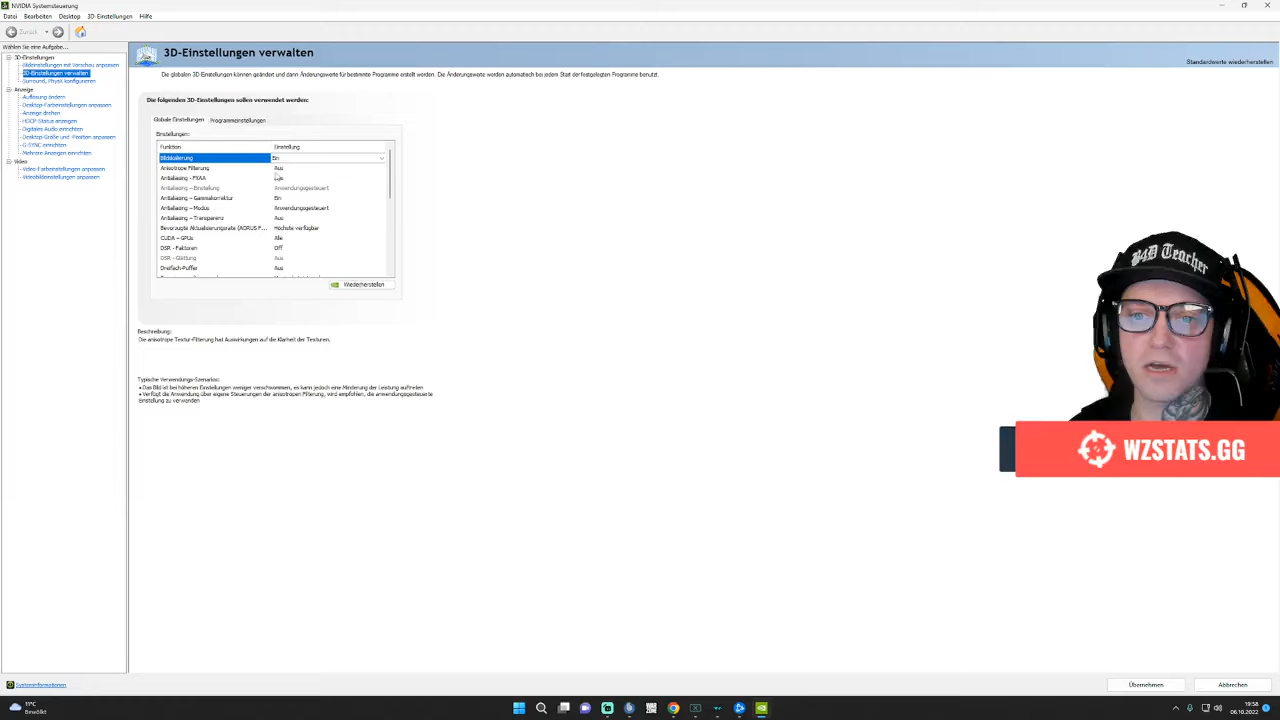 NVIDIA Systemsteuerung
Datei Bearbeiten Desktop 3D-Einstellungen Hilfe
Zurück
Wählen Sie eine Aufgabe...
3D-Einstellungen
Bildeinstellungen mit Vorschau anpassen
3D-Einstellungen verwalten
Surround, PhysX konfigurieren
Anzeige
Auflösung ändern
Desktop-Farbeinstellungen anpassen
Anzeige drehen
HDCP-Status anzeigen
Digitales Audio einrichten
Desktop-Größe und -Position anpassen
G-SYNC einrichten
Mehrere Anzeigen einrichten
Video
Video-Farbeinstellungen anpassen
Videobildeinstellungen anpassen
Systeminformationen
3D-Einstellungen verwalten
Standardwerte wiederherstellen
Die globalen 3D-Einstellungen können geändert und dann Änderungswerte für bestimmte Programme erstellt werden. Die Änderungswerte werden automatisch bei jedem Start der festgelegten Programme benutzt.
Die folgenden 3D-Einstellungen sollen verwendet werden:
Globale Einstellungen Programmeinstellungen
Einstellungen:
Funktion Einstellung
Bildskalierung Ein
Anisotrope Filterung Aus
Antialiasing - FXAA
Antialiasing – Einstellung Anwendungsgesteuert
Antialiasing – Gammakorrektur Ein
Antialiasing – Modus Anwendungsgesteuert
Antialiasing – Transparenz Aus
Bevorzugte Aktualisierungsrate (AORUS F... Höchste verfügbar
CUDA – GPUs Alle
DSR - Faktoren Off
DSR - Glättung Aus
Dreifach-Puffer Aus
Wiederherstellen
Beschreibung:
Die anisotrope Textur-Filterung hat Auswirkungen auf die Klarheit der Texturen.
Typische Verwendungs-Szenarios:
• Das Bild ist bei höheren Einstellungen weniger verschwommen, es kann jedoch eine Minderung der Leistung auftreten
• Verfügt die Anwendung über eigene Steuerungen der anisotropen Filterung, wird empfohlen, die anwendungsgesteuerte
Einstellung zu verwenden
B4D Teacher
WZSTATS.GG
Übernehmen Abbrechen
11°C
Bewölkt
19:58
06.10.2022